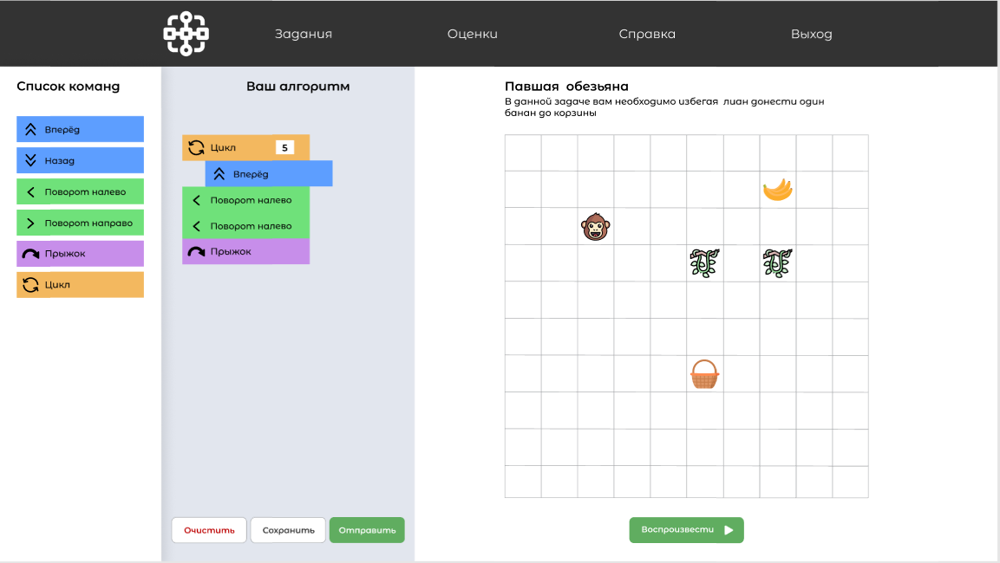 Задания
Оценки
Справка
Выход
Список команд
Вперёд
Назад
Поворот налево
Поворот направо
Прыжок
Цикл
Ваш алгоритм
Цикл 5
Вперёд
Поворот налево
Поворот налево
Прыжок
Очистить
Сохранить
Отправить
Павшая обезьяна
В данной задаче вам необходимо избегая лиан донести один
банан до корзины
Воспроизвести